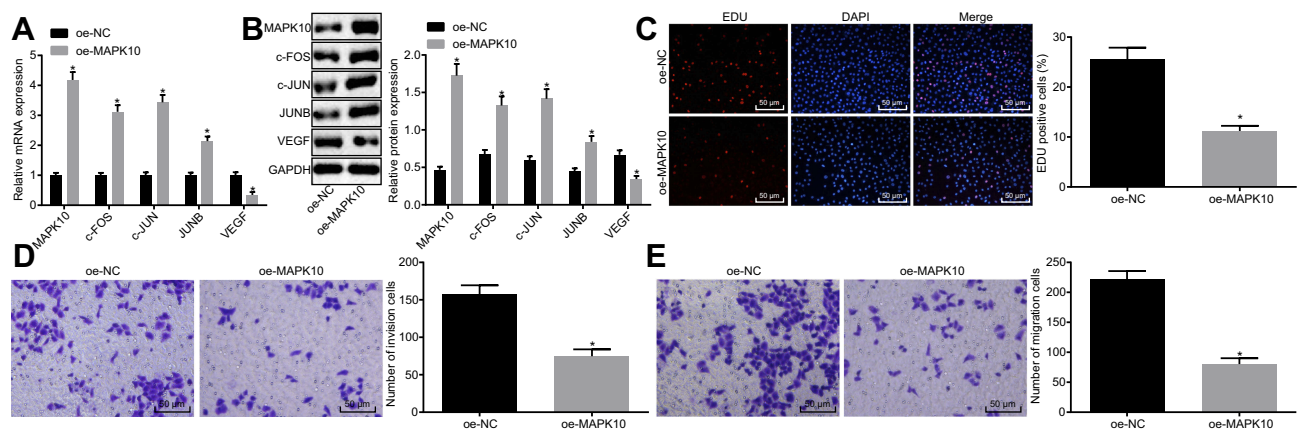 A
oe-NC
oe-MAPK10
Relative mRNA expression
5
4
3
2
1
0
*
*
*
*
*
MAPK10
c-FOS
c-JUN
JUNB
VEGF
B
MAPK10
c-FOS
c-JUN
JUNB
VEGF
GAPDH
oe-NC
oe-MAPK10
oe-NC
oe-MAPK10
Relative protein expression
2.0
1.5
1.0
0.5
0.0
*
*
*
*
*
MAPK10
c-FOS
c-JUN
JUNB
VEGF
C
EDU
DAPI
Merge
oe-NC
50 μm
50 μm
50 μm
oe-MAPK10
50 μm
50 μm
50 μm
EDU positive cells (%)
30
20
10
0
*
oe-NC
oe-MAPK10
D
oe-NC
oe-MAPK10
50 μm
50 μm
Number of invision cells
200
150
100
50
0
*
oe-NC
oe-MAPK10
E
oe-NC
oe-MAPK10
50 μm
50 μm
Number of migration cells
250
200
150
100
50
0
*
oe-NC
oe-MAPK10